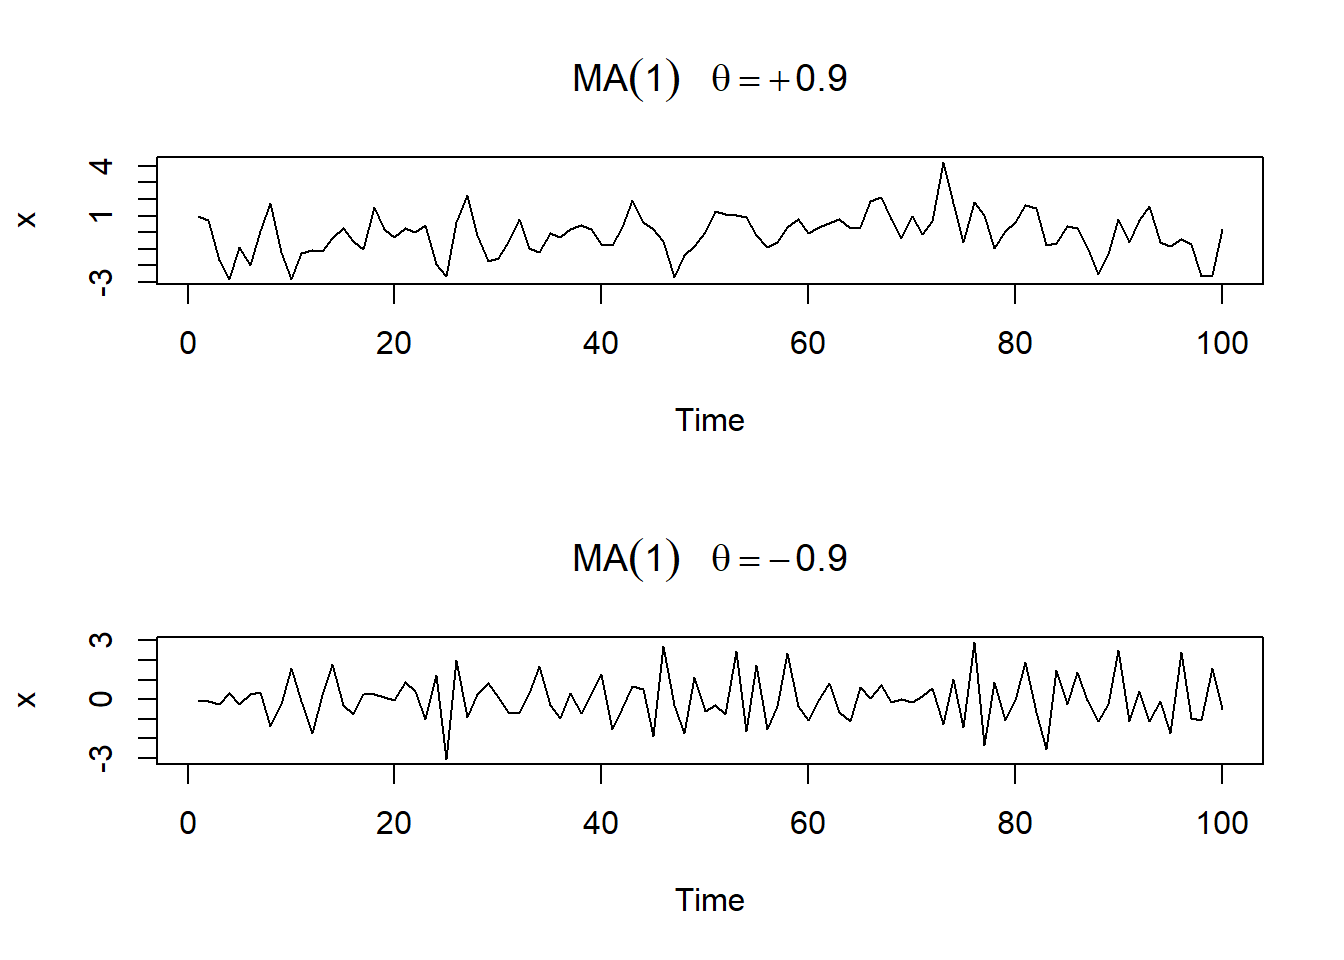 MA(1) θ = +0.9
x
4
1
-3
0 20 40 60 80 100
Time
MA(1) θ = −0.9
x
3
0
-3
0 20 40 60 80 100
Time